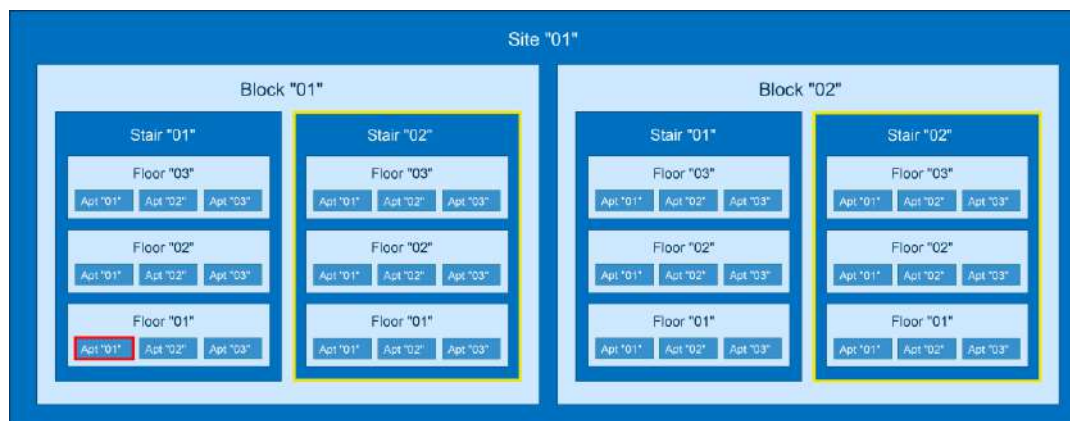 Site "01"
Block "01"
Stair "01"
Floor "03"
Apt "01" Apt "02" Apt "03"
Floor "02"
Apt "01" Apt "02" Apt "03"
Floor "01"
Apt "01" Apt "02" Apt "03"
Stair "02"
Floor "03"
Apt "01" Apt "02" Apt "03"
Floor "02"
Apt "01" Apt "02" Apt "03"
Floor "01"
Apt "01" Apt "02" Apt "03"
Block "02"
Stair "01"
Floor "03"
Apt "01" Apt "02" Apt "03"
Floor "02"
Apt "01" Apt "02" Apt "03"
Floor "01"
Apt "01" Apt "02" Apt "03"
Stair "02"
Floor "03"
Apt "01" Apt "02" Apt "03"
Floor "02"
Apt "01" Apt "02" Apt "03"
Floor "01"
Apt "01" Apt "02" Apt "03"